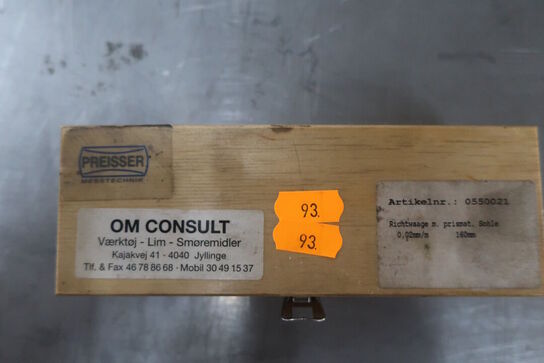 PREISSER
MESSTECHNIK
OM CONSULT
Værktøj - Lim - Smøremidler
Kajakvej 41 - 4040 Jyllinge
Tlf. & Fax 46 78 86 68 - Mobil 30 49 15 37
93.
93.
Artikelnr.: 0550021
Richtwaage m. prismat. Sohle
0,02mm/m 160mm